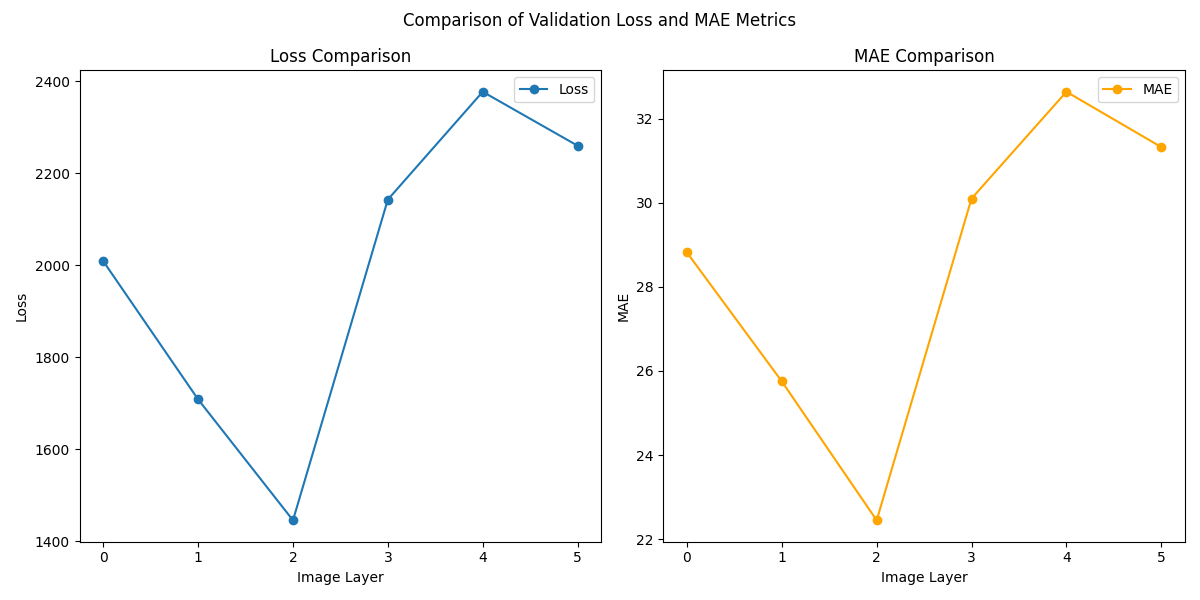 Comparison of Validation Loss and MAE Metrics
Loss Comparison
Loss
2400
2200
2000
1800
1600
1400
Loss
0 1 2 3 4 5
Image Layer
MAE Comparison
MAE
32
30
28
26
24
22
MAE
0 1 2 3 4 5
Image Layer